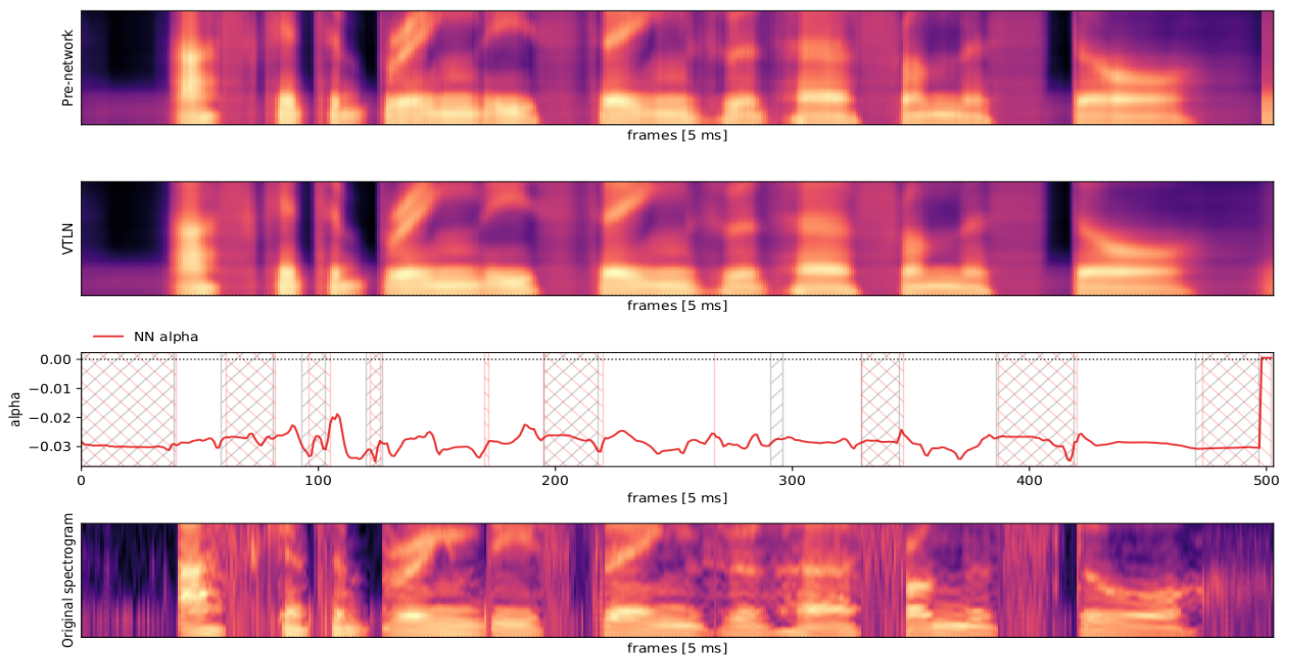 Pre-network
frames [5 ms]
VTLN
frames [5 ms]
NN alpha
alpha
0.00
−0.01
−0.02
−0.03
0 100 200 300 400 500
frames [5 ms]
Original spectrogram
frames [5 ms]